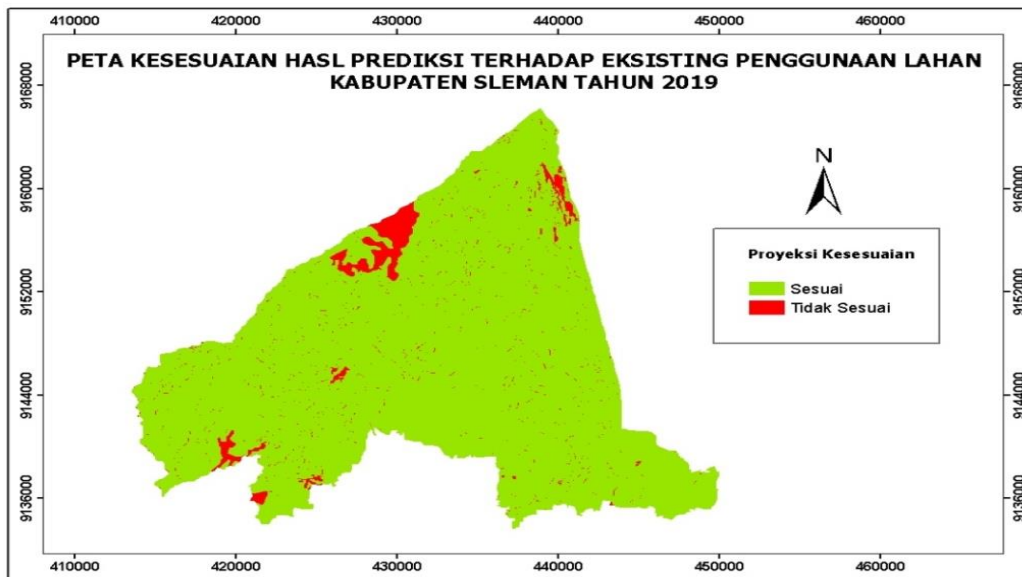 410000 420000 430000 440000 450000 460000
PETA KESESUAIAN HASL PREDIKSI TERHADAP EKSISTING PENGGUNAAN LAHAN
KABUPATEN SLEMAN TAHUN 2019
9168000 9168000
N
9160000 9160000
Proyeksi Kesesuaian
Sesuai
9152000 9152000
Tidak Sesuai
9144000 9144000
9136000 9136000
410000 420000 430000 440000 450000 460000